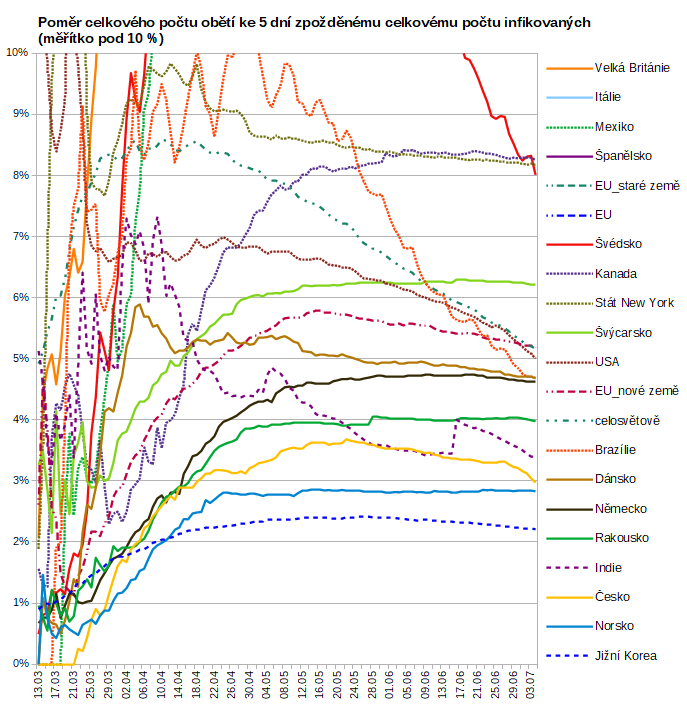 Poměr celkového počtu obětí ke 5 dní zpožděnému celkovému počtu infikovaných
(měřítko pod 10 %)
10%
9%
8%
7%
6%
5%
4%
3%
2%
1%
0%
13.03
17.03
21.03
25.03
29.03
02.04
06.04
10.04
14.04
18.04
22.04
26.04
30.04
04.05
08.05
12.05
16.05
20.05
24.05
28.05
01.06
05.06
09.06
13.06
17.06
21.06
25.06
29.06
03.07
Velká Británie
Itálie
Mexiko
Španělsko
EU_staré země
EU
Švédsko
Kanada
Stát New York
Švýcarsko
USA
EU_nové země
celosvětově
Brazílie
Dánsko
Německo
Rakousko
Indie
Česko
Norsko
Jižní Korea